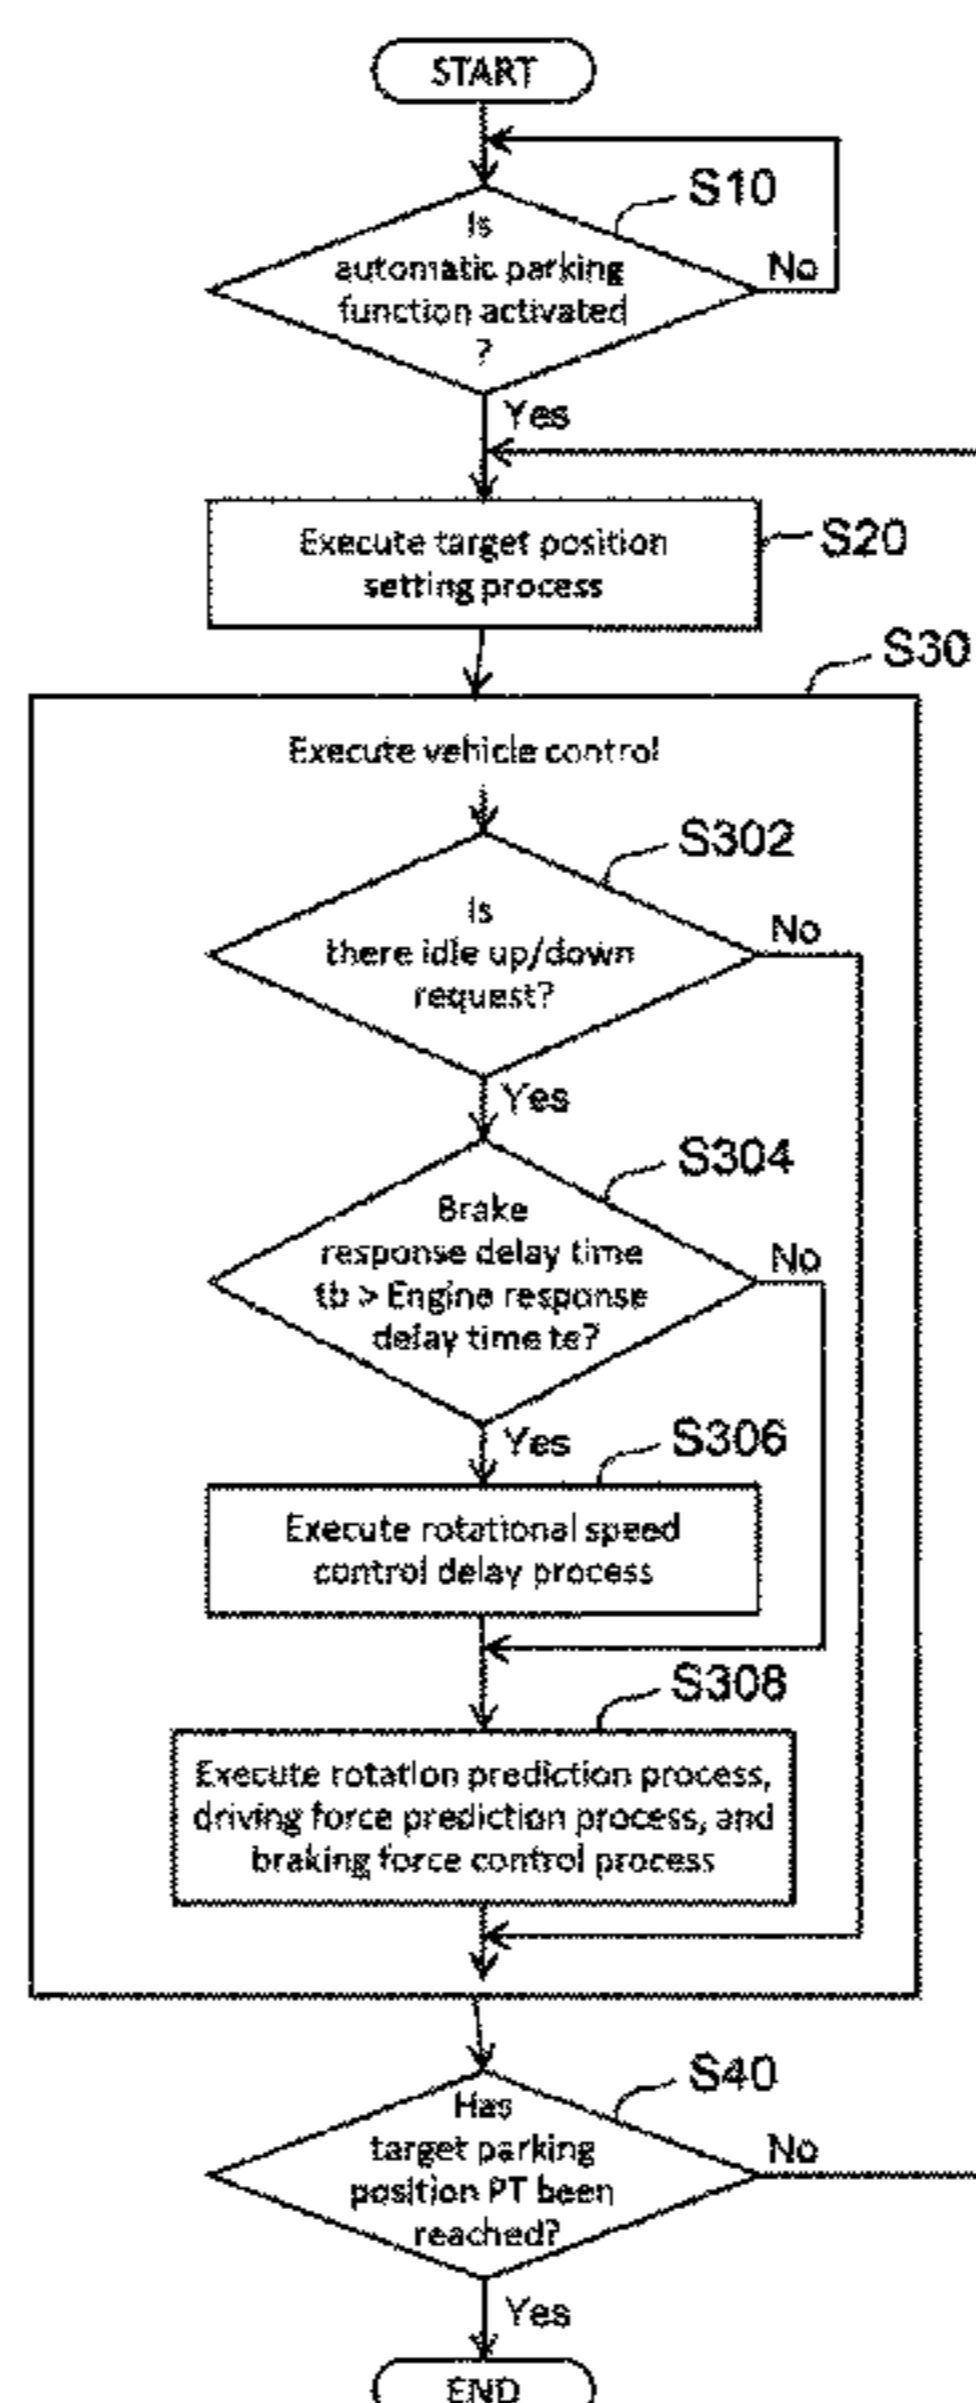 START
S10
Is
automatic parking
function activated
?
No
Yes
Execute target position
setting process
S20
S30
Execute vehicle control
S302
Is
there idle up/down
request?
No
Yes
S304
Brake
response delay time
tb > Engine response
delay time te?
No
Yes
S306
Execute rotational speed
control delay process
S308
Execute rotation prediction process,
driving force prediction process, and
braking force control process
S40
Has
target parking
position PT been
reached?
No
Yes
END